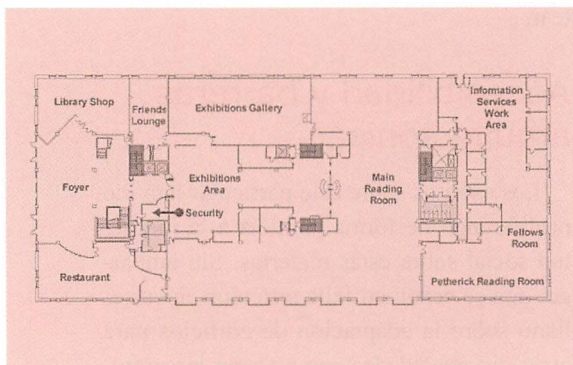 Library Shop
Friends
Lounge
Exhibitions Gallery
Information
Services
Work
Area
Foyer
Exhibitions
Area
Main
Reading
Room
Security
Fellows
Room
Restaurant
Petherick Reading Room